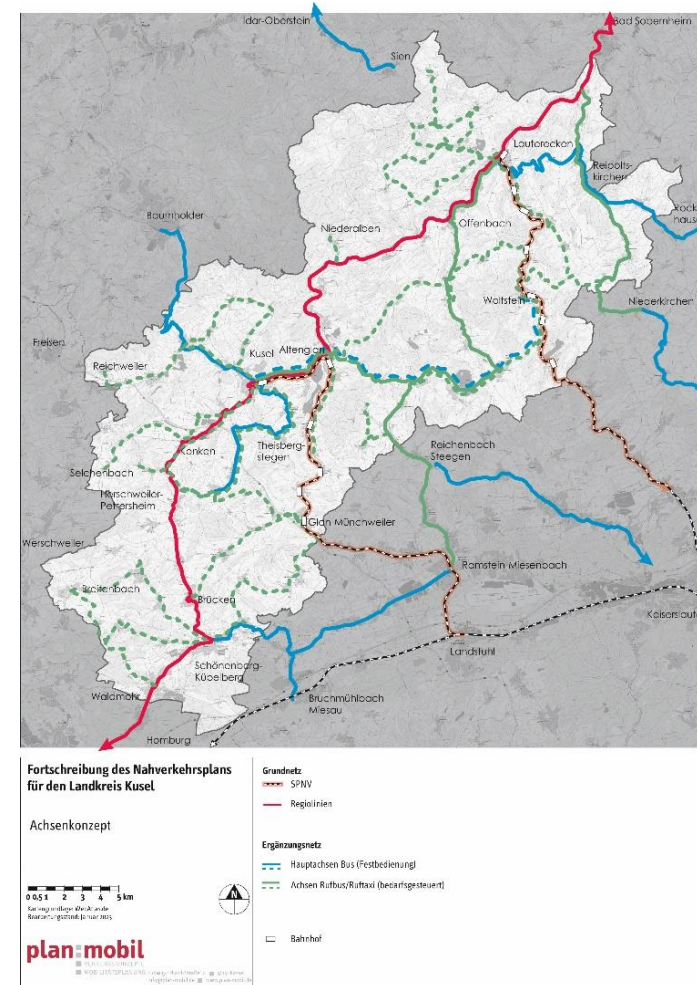 Idar-Oberstein
Bad Sobernheim
Sien
Lauterecken
Reipolts-
kirchen
Baumholder
Offenbach
Niederalben
Wolfstein
Niederkirchen
Freisen
Kusel
Altenglan
Reichweiler
Konken
Theisberg-
stegen
Reichenbach
Steegen
Selchenbach
Herschweiler-
Pettersheim
Glan Münchweiler
Werschweiler
Ramstein-Miesenbach
Breitenbach
Brücken
Landstuhl
Schönenberg-
Kübelberg
Waldmohr
Bruchmühlbach
Miesau
Homburg
Fortschreibung des Nahverkehrsplans
für den Landkreis Kusel
Achsenkonzept
0 0,5 1 2 3 4 5 km
Bearbeitungsstand: Januar 2025
N
plan:mobil
Grundnetz
SPNV
Regiolinien
Ergänzungsnetz
Hauptachsen Bus (Festbedienung)
Achsen Rufbus/Ruftaxi (bedarfsgesteuert)
Bahnhof